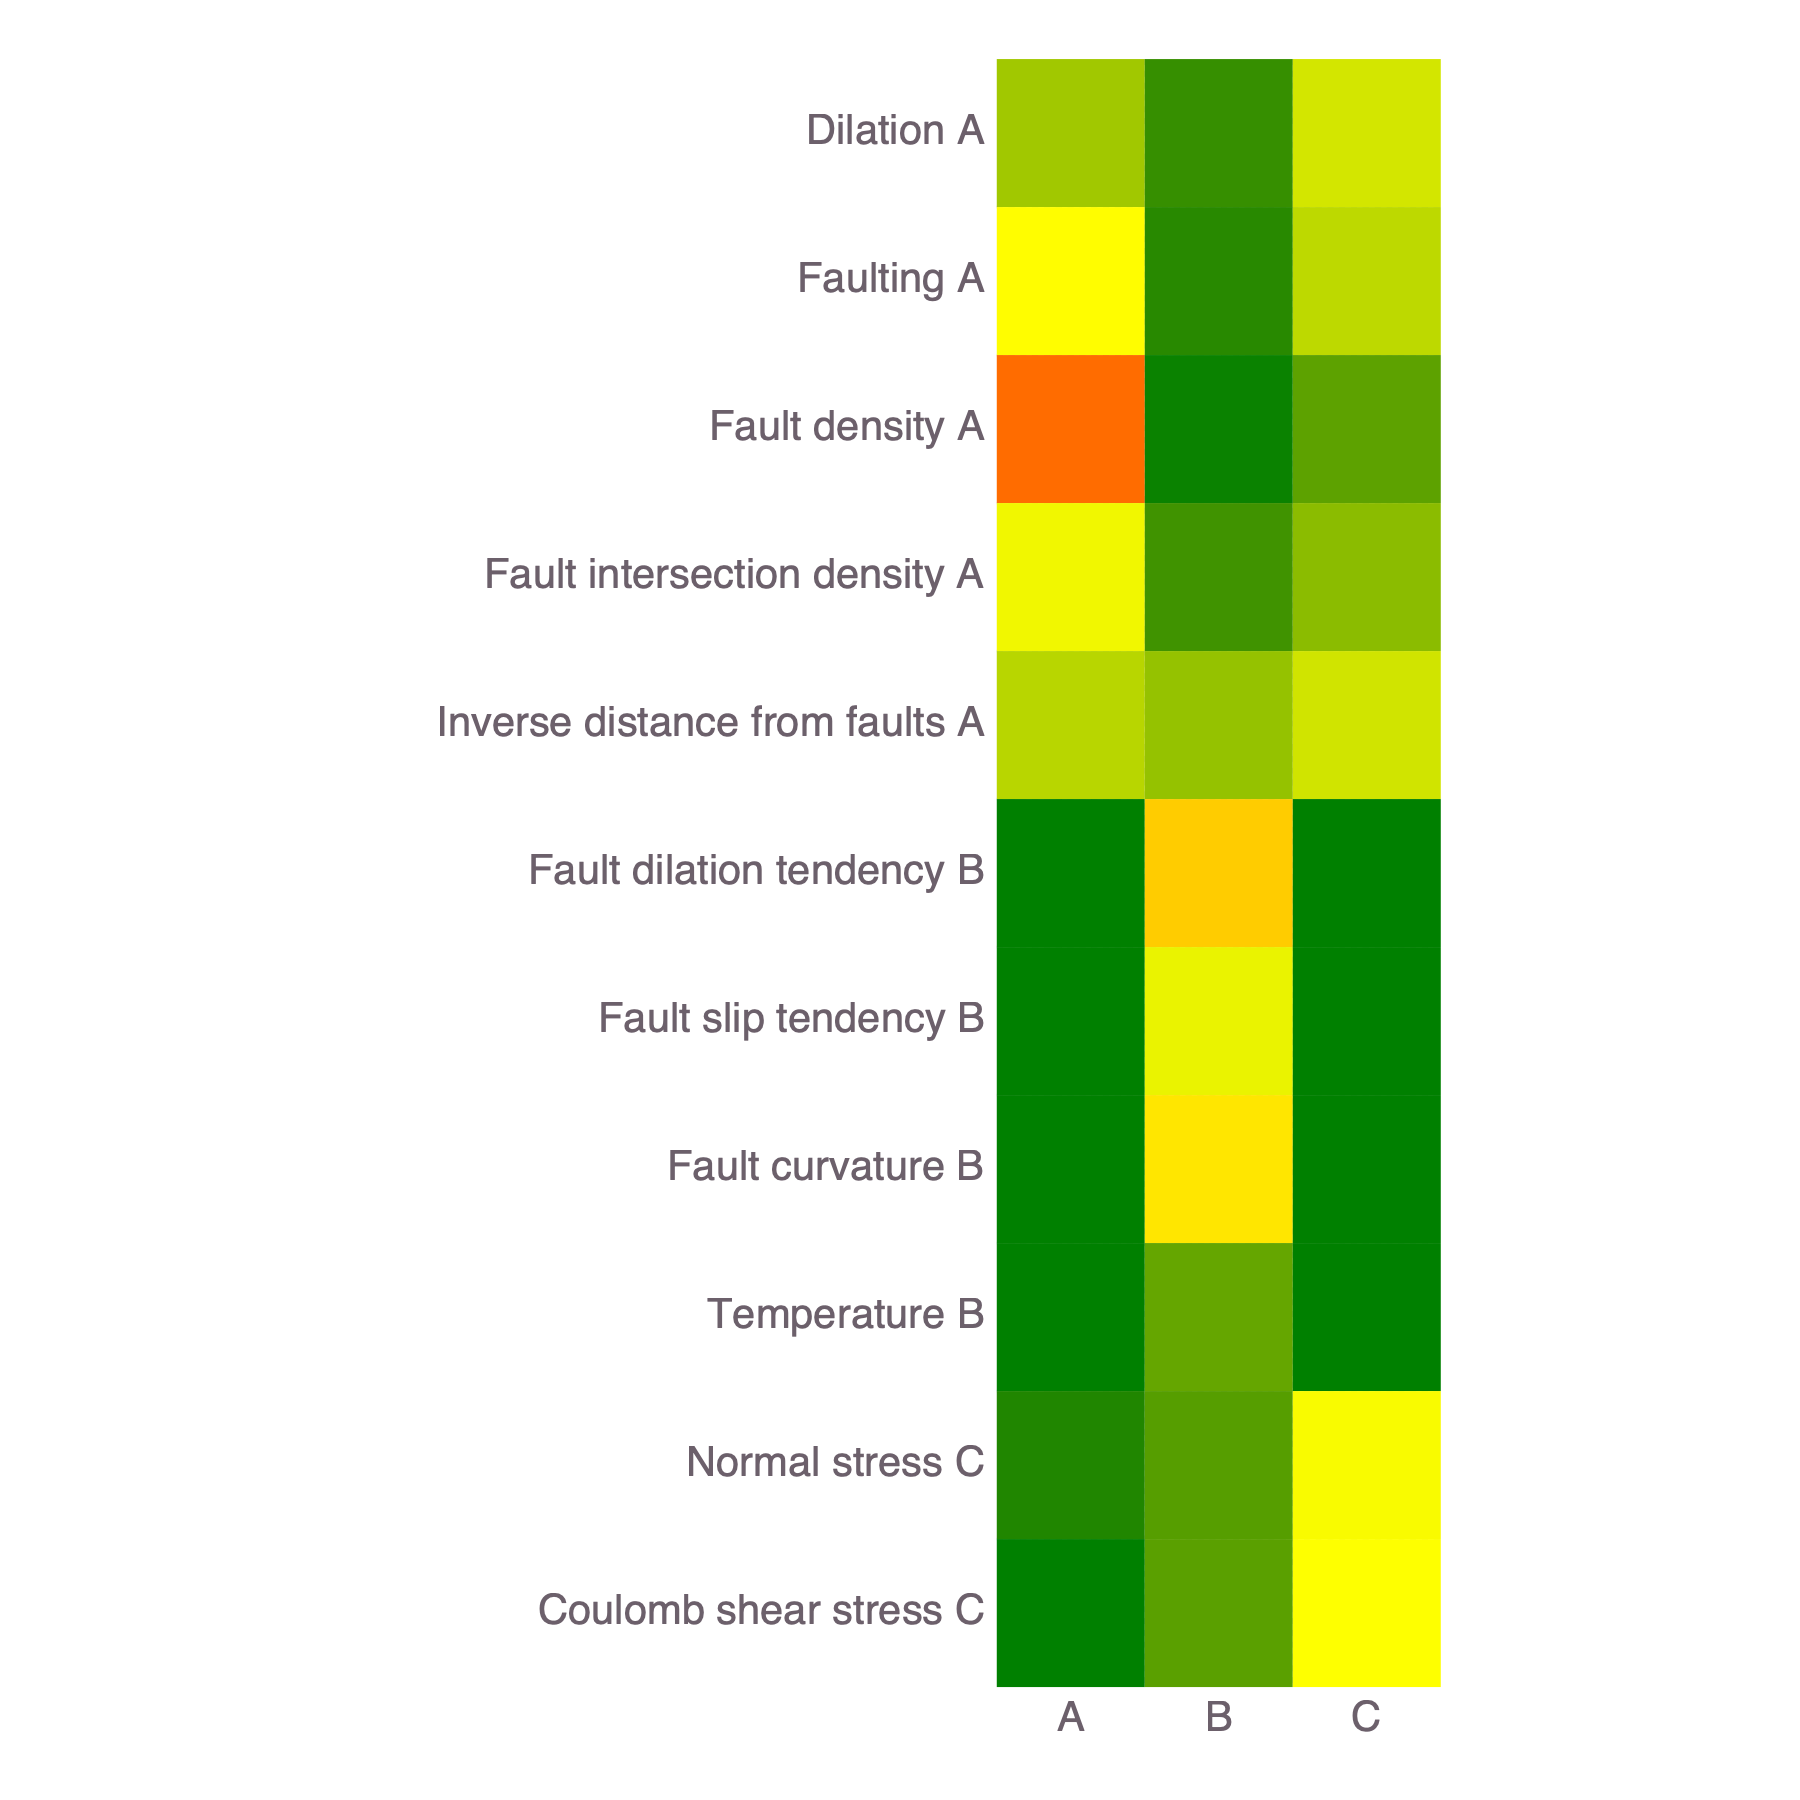 Dilation A
Faulting A
Fault density A
Fault intersection density A
Inverse distance from faults A
Fault dilation tendency B
Fault slip tendency B
Fault curvature B
Temperature B
Normal stress C
Coulomb shear stress C
A B C